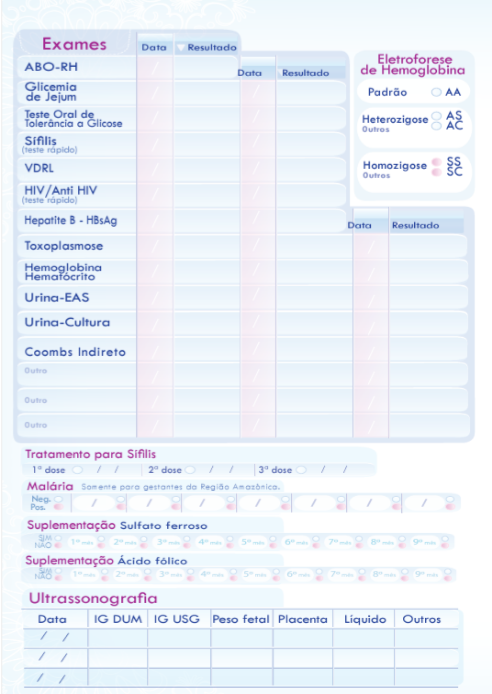 Exames
Data Resultado
Eletroforese
de Hemoglobina
ABO-RH
Data Resultado
Padrão AA
Glicemia
de Jejum
Teste Oral de
Tolerância a Glicose
Heterozigose AS
Outros AC
Sífilis
(teste rápido)
VDRL
Homozigose SS
Outros SC
HIV/Anti HIV
(teste rápido)
Hepatite B - HBsAg
Data Resultado
Toxoplasmose
Hemoglobina
Hematócrito
Urina-EAS
Urina-Cultura
Coombs Indireto
Outro
Outro
Outro
Tratamento para Sífilis
1ª dose / / 2ª dose / / 3ª dose / /
Malária Somente para gestantes da Região Amazônica.
Neg.
Pos. / / / / / / / /
Suplementação Sulfato ferroso
SIM
NÃO 1º mês 2º mês 3º mês 4º mês 5º mês 6º mês 7º mês 8º mês 9º mês
Suplementação Ácido fólico
SIM
NÃO 1º mês 2º mês 3º mês 4º mês 5º mês 6º mês 7º mês 8º mês 9º mês
Ultrassonografia
Data IG DUM IG USG Peso fetal Placenta Líquido Outros
/ /
/ /
/ /